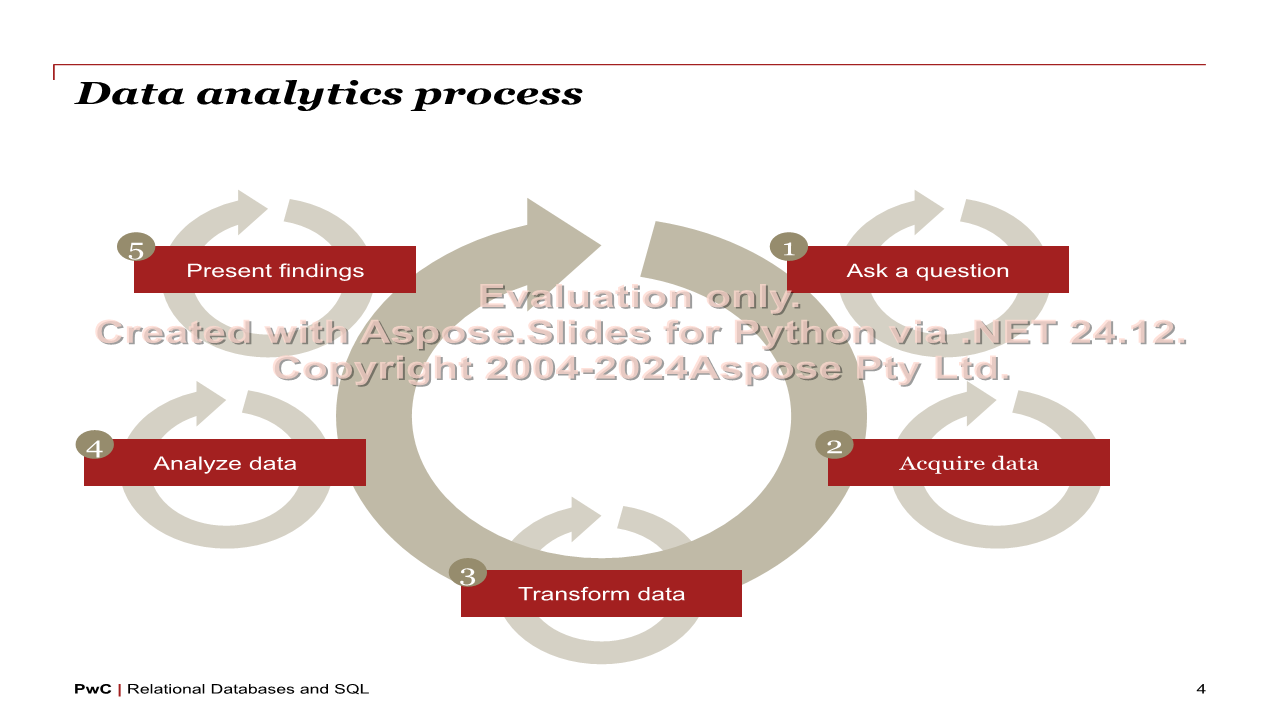 Data analytics process
5
Present findings
1
Ask a question
Evaluation only.
Created with Aspose.Slides for Python via .NET 24.12.
Copyright 2004-2024Aspose Pty Ltd.
4
Analyze data
2
Acquire data
3
Transform data
PwC | Relational Databases and SQL
4